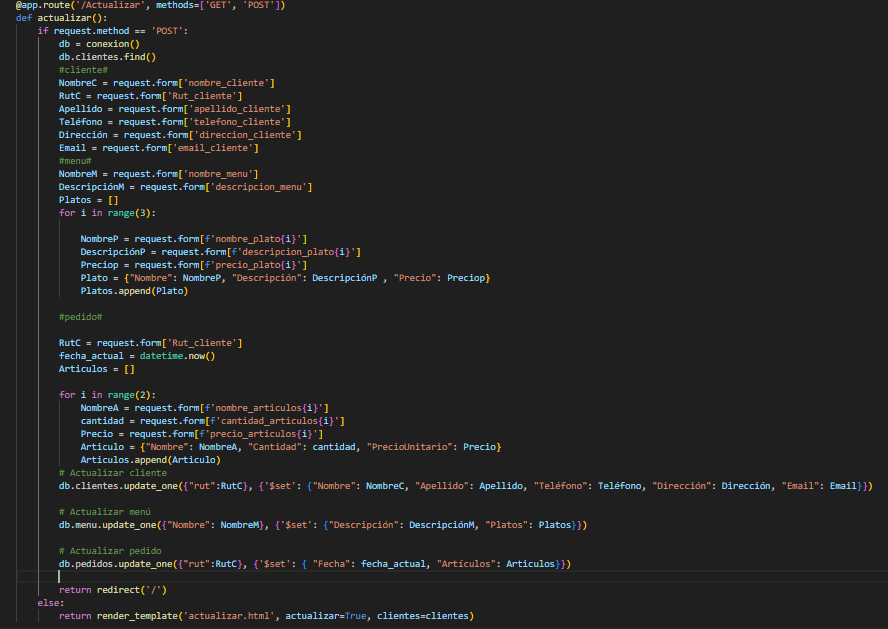 @app.route('/Actualizar', methods=['GET', 'POST'])
def actualizar():
    if request.method == 'POST':
        db = conexion()
        db.clientes.find()
        #cliente#
        NombreC = request.form['nombre_cliente']
        RutC = request.form['Rut_cliente']
        Apellido = request.form['apellido_cliente']
        Teléfono = request.form['telefono_cliente']
        Dirección = request.form['direccion_cliente']
        Email = request.form['email_cliente']
        #menu#
        NombreM = request.form['nombre_menu']
        DescripciónM = request.form['descripcion_menu']
        Platos = []
        for i in range(3):
            NombreP = request.form[f'nombre_plato{i}']
            DescripciónP = request.form[f'descripcion_plato{i}']
            Preciop = request.form[f'precio_plato{i}']
            Plato = {"Nombre": NombreP, "Descripción": DescripciónP , "Precio": Preciop}
            Platos.append(Plato)
        #pedido#
        RutC = request.form['Rut_cliente']
        fecha_actual = datetime.now()
        Articulos = []
        for i in range(2):
            NombreA = request.form[f'nombre_articulos{i}']
            cantidad = request.form[f'cantidad_articulos{i}']
            Precio = request.form[f'precio_articulos{i}']
            Articulo = {"Nombre": NombreA, "Cantidad": cantidad, "PrecioUnitario": Precio}
            Articulos.append(Articulo)
        # Actualizar cliente
        db.clientes.update_one({"rut":RutC}, {'$set': {"Nombre": NombreC, "Apellido": Apellido, "Teléfono": Teléfono, "Dirección": Dirección, "Email": Email}})
        # Actualizar menú
        db.menu.update_one({"Nombre": NombreM}, {'$set': {"Descripción": DescripciónM, "Platos": Platos}})
        # Actualizar pedido
        db.pedidos.update_one({"rut":RutC}, {'$set': { "Fecha": fecha_actual, "Artículos": Articulos}})
        return redirect('/')
    else:
        return render_template('actualizar.html', actualizar=True, clientes=clientes)